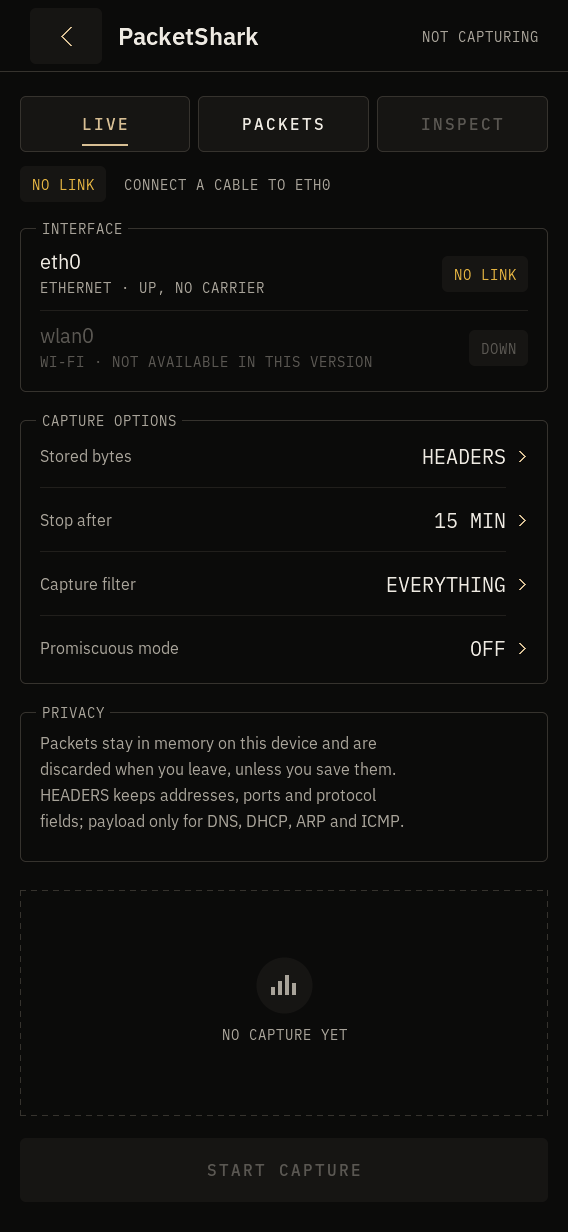 PacketShark
NOT CAPTURING
LIVE
PACKETS
INSPECT
NO LINK
CONNECT A CABLE TO ETH0
INTERFACE
eth0
ETHERNET · UP, NO CARRIER
NO LINK
wlan0
WI-FI · NOT AVAILABLE IN THIS VERSION
DOWN
CAPTURE OPTIONS
Stored bytes
HEADERS
Stop after
15 MIN
Capture filter
EVERYTHING
Promiscuous mode
OFF
PRIVACY
Packets stay in memory on this device and are
discarded when you leave, unless you save them.
HEADERS keeps addresses, ports and protocol
fields; payload only for DNS, DHCP, ARP and ICMP.
NO CAPTURE YET
START CAPTURE